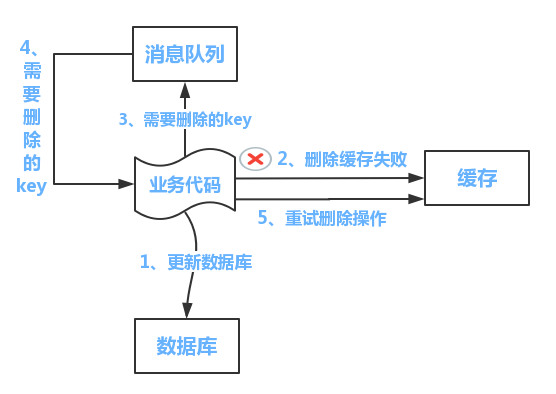 消息队列
4、
需
要
删
除
的
key
3、需要删除的key
业务代码
2、删除缓存失败
缓存
5、重试删除操作
1、更新数据库
数据库